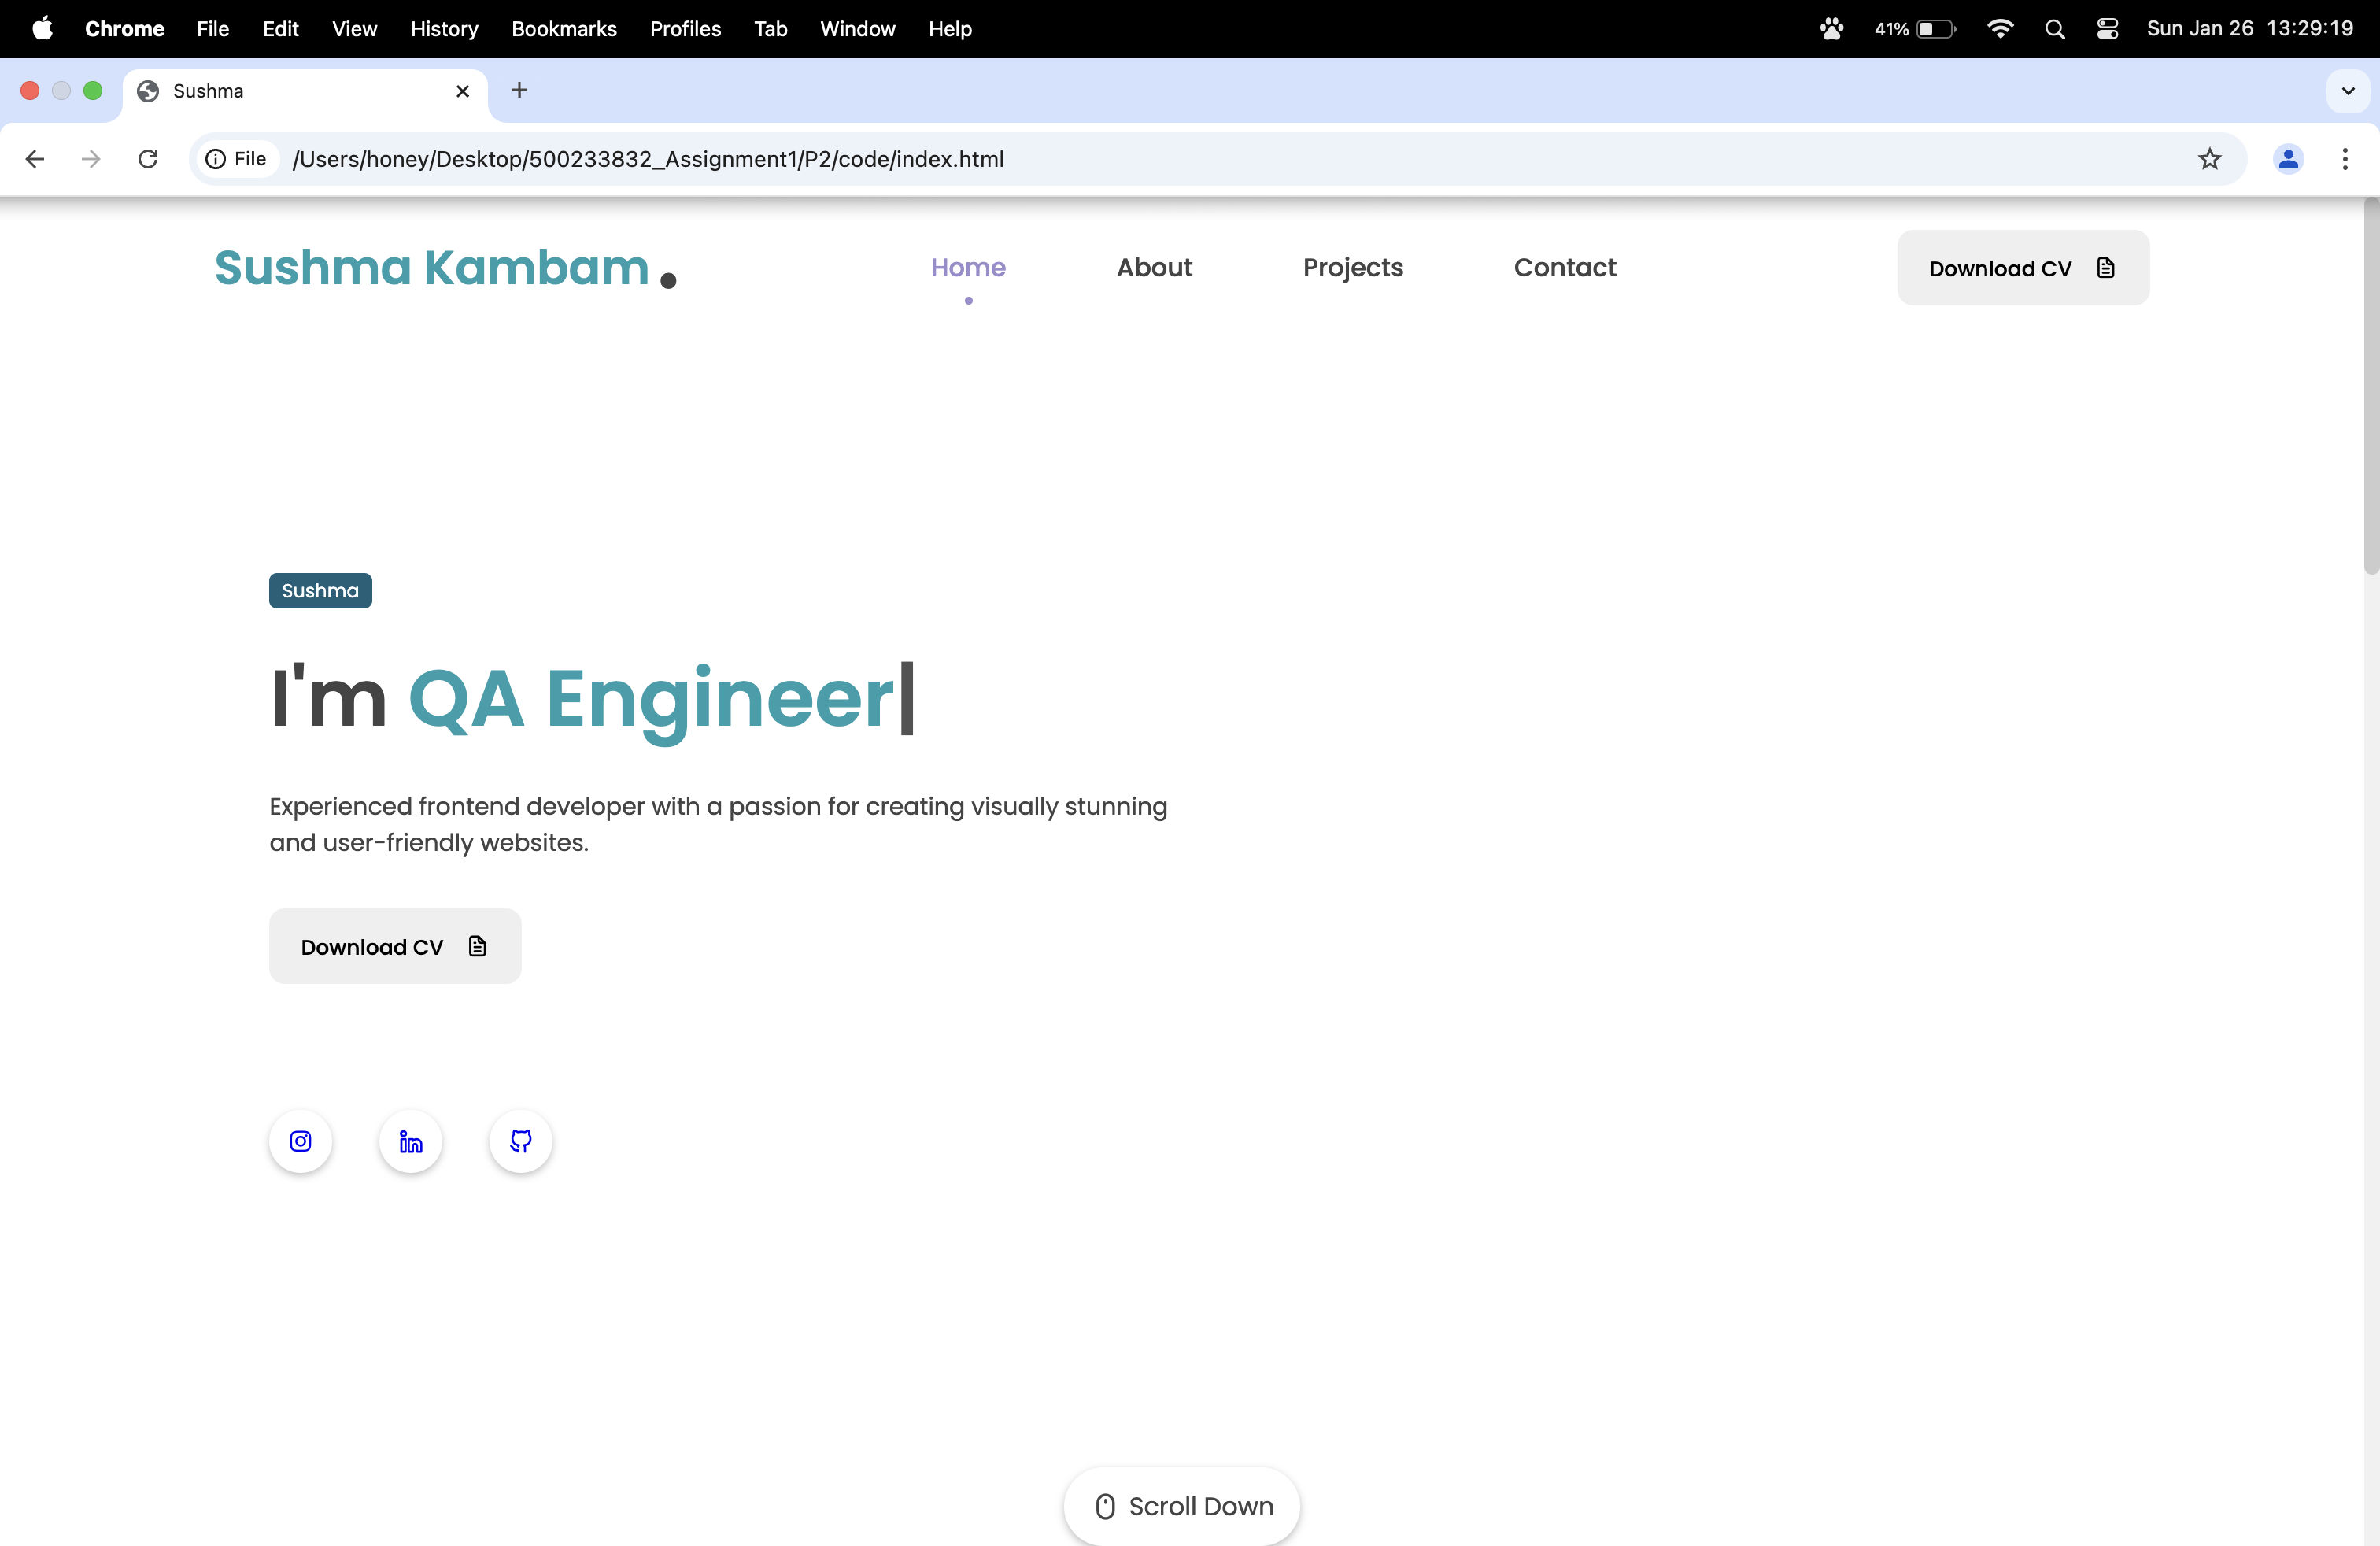 Chrome File Edit View History Bookmarks Profiles Tab Window Help 41% Sun Jan 26 13:29:19
Sushma
File /Users/honey/Desktop/500233832_Assignment1/P2/code/index.html
Sushma Kambam. Home About Projects Contact Download CV
Sushma
I'm QA Engineer|
Experienced frontend developer with a passion for creating visually stunning
and user-friendly websites.
Download CV
Scroll Down